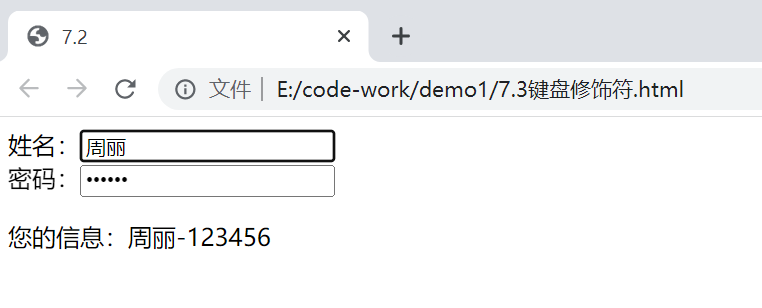 7.2
文件 E:/code-work/demo1/7.3键盘修饰符.html
姓名：周丽
密码：••••••
您的信息：周丽-123456